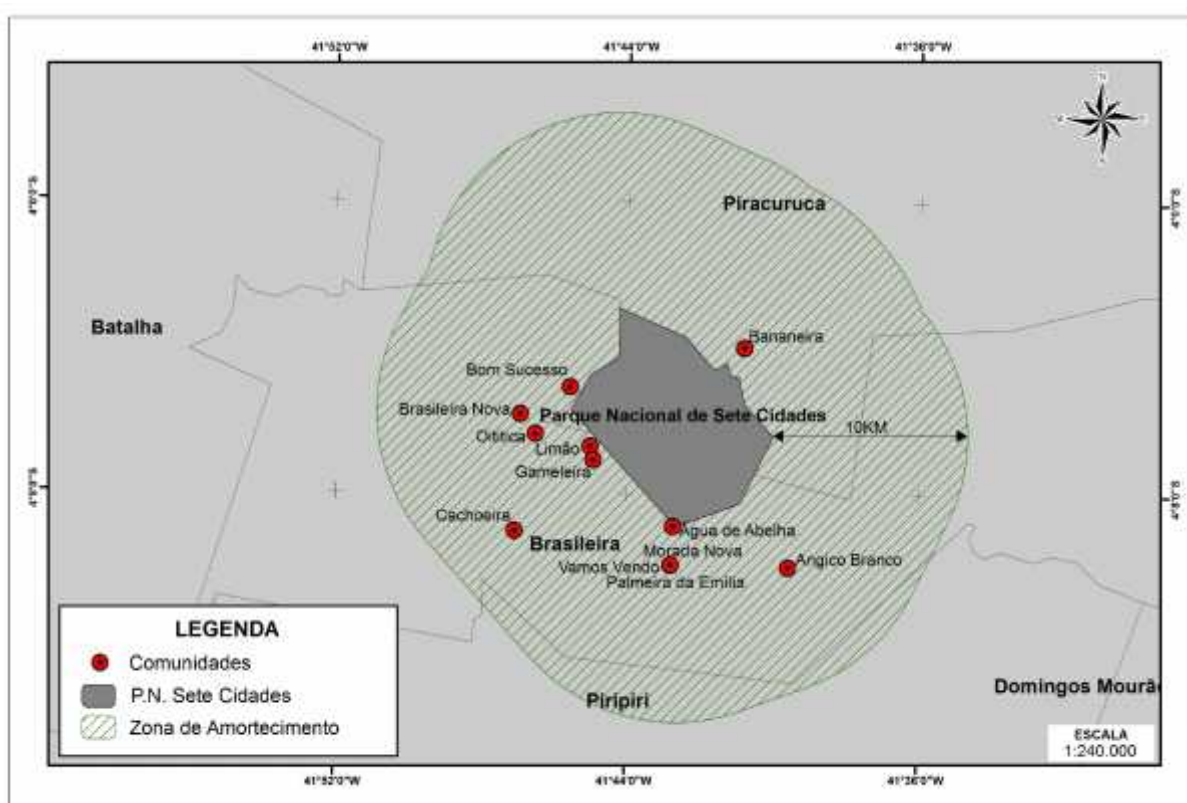 41°52'0"W 41°44'0"W 41°36'0"W
4°0'0"S 4°0'0"S
Piracuruca
Batalha
Bananeira
Bom Sucesso
Brasileira Nova Parque Nacional de Sete Cidades
10KM
Oititica
Limão
Gameleira
4°8'0"S 4°8'0"S
Cachoeira
Água de Abelha
Brasileira
Morada Nova
Angico Branco
Vamos Vendo
Palmeira da Emilia
LEGENDA
Comunidades
P.N. Sete Cidades
Zona de Amortecimento
Piripiri
Domingos Mourã
ESCALA
1:240.000
41°52'0"W 41°44'0"W 41°36'0"W